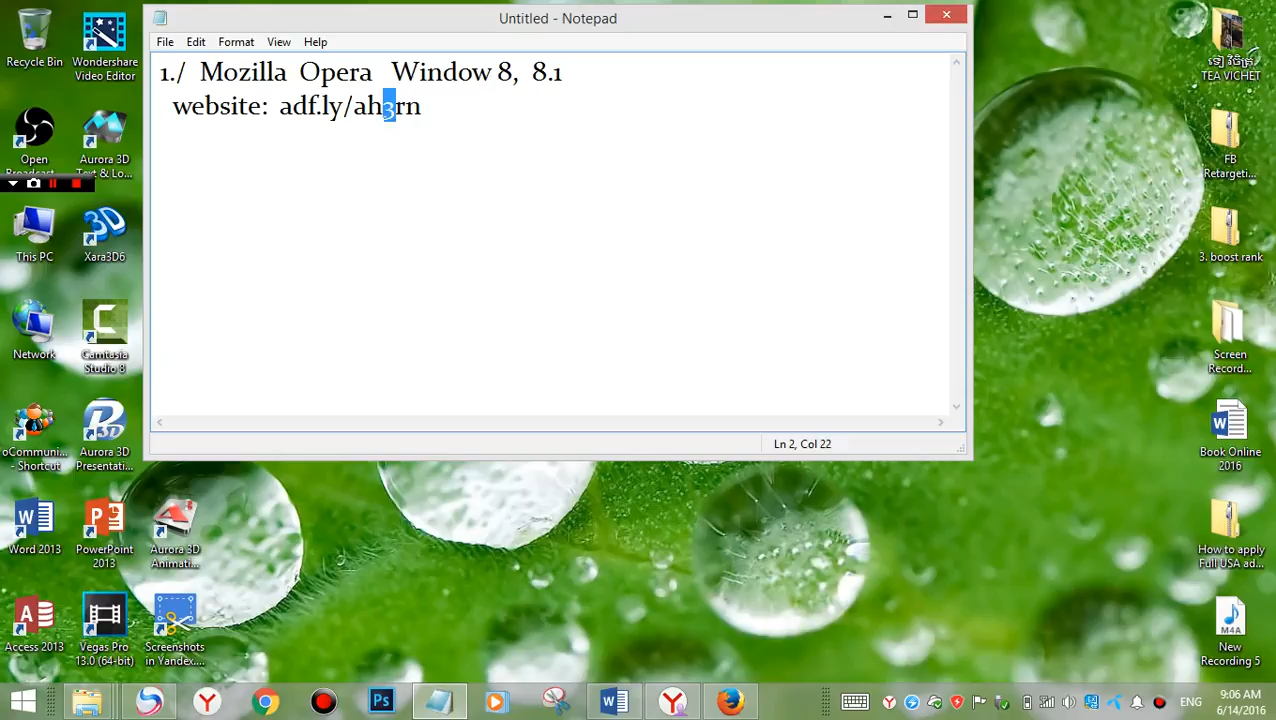 Untitled - Notepad
File Edit Format View Help
1./ Mozilla Opera Window 8, 8.1
website: adf.ly/ah3rn
Ln 2, Col 22
Recycle Bin
Wondershare
Video Editor
Open
Broadcast...
Aurora 3D
Text & Lo...
This PC
Xara3D6
Network
Camtasia
Studio 8
oCommuni...
- Shortcut
Aurora 3D
Presentati...
Word 2013
PowerPoint
2013
Aurora 3D
Animati...
Access 2013
Vegas Pro
13.0 (64-bit)
Screenshots
in Yandex....
TEA VICHET
FB
Retargeti...
3. boost rank
Screen
Record...
Book Online
2016
How to apply
Full USA ad...
M4A
New
Recording 5
ENG
9:06 AM
6/14/2016